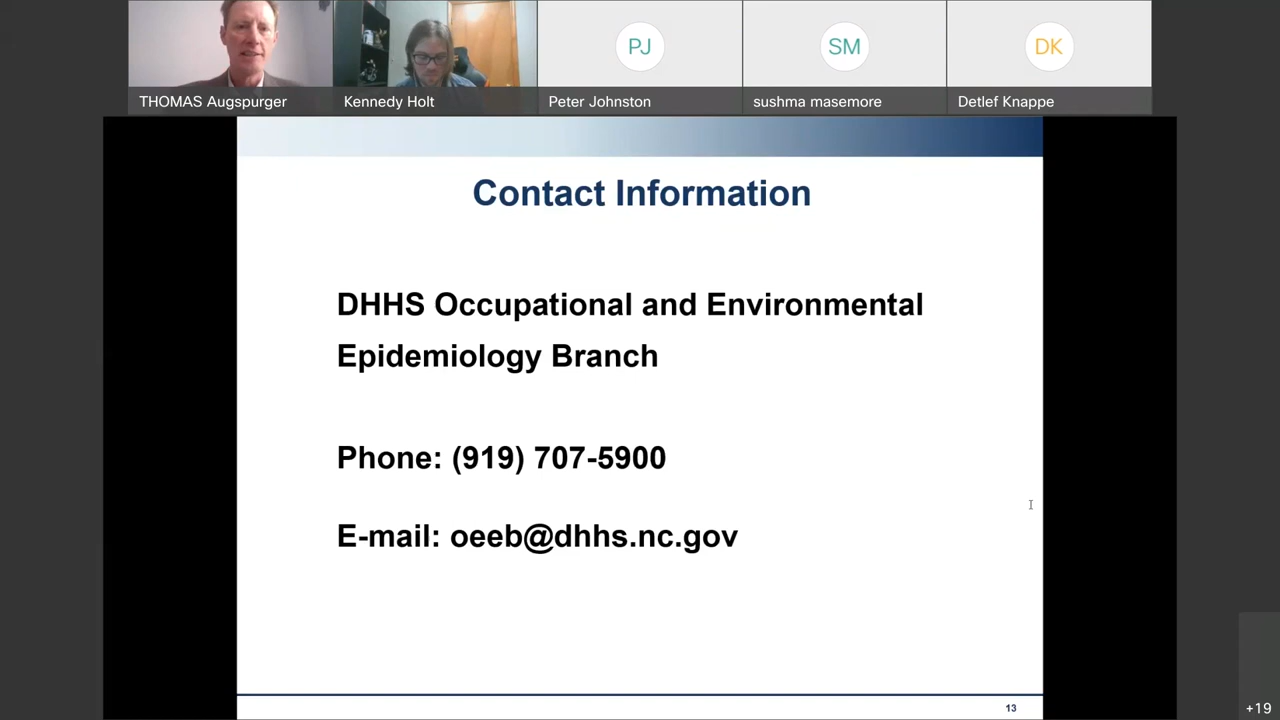 PJ
SM
DK
THOMAS Augspurger
Kennedy Holt
Peter Johnston
sushma masemore
Detlef Knappe
Contact Information
DHHS Occupational and Environmental
Epidemiology Branch
Phone: (919) 707-5900
E-mail: oeeb@dhhs.nc.gov
13
+19